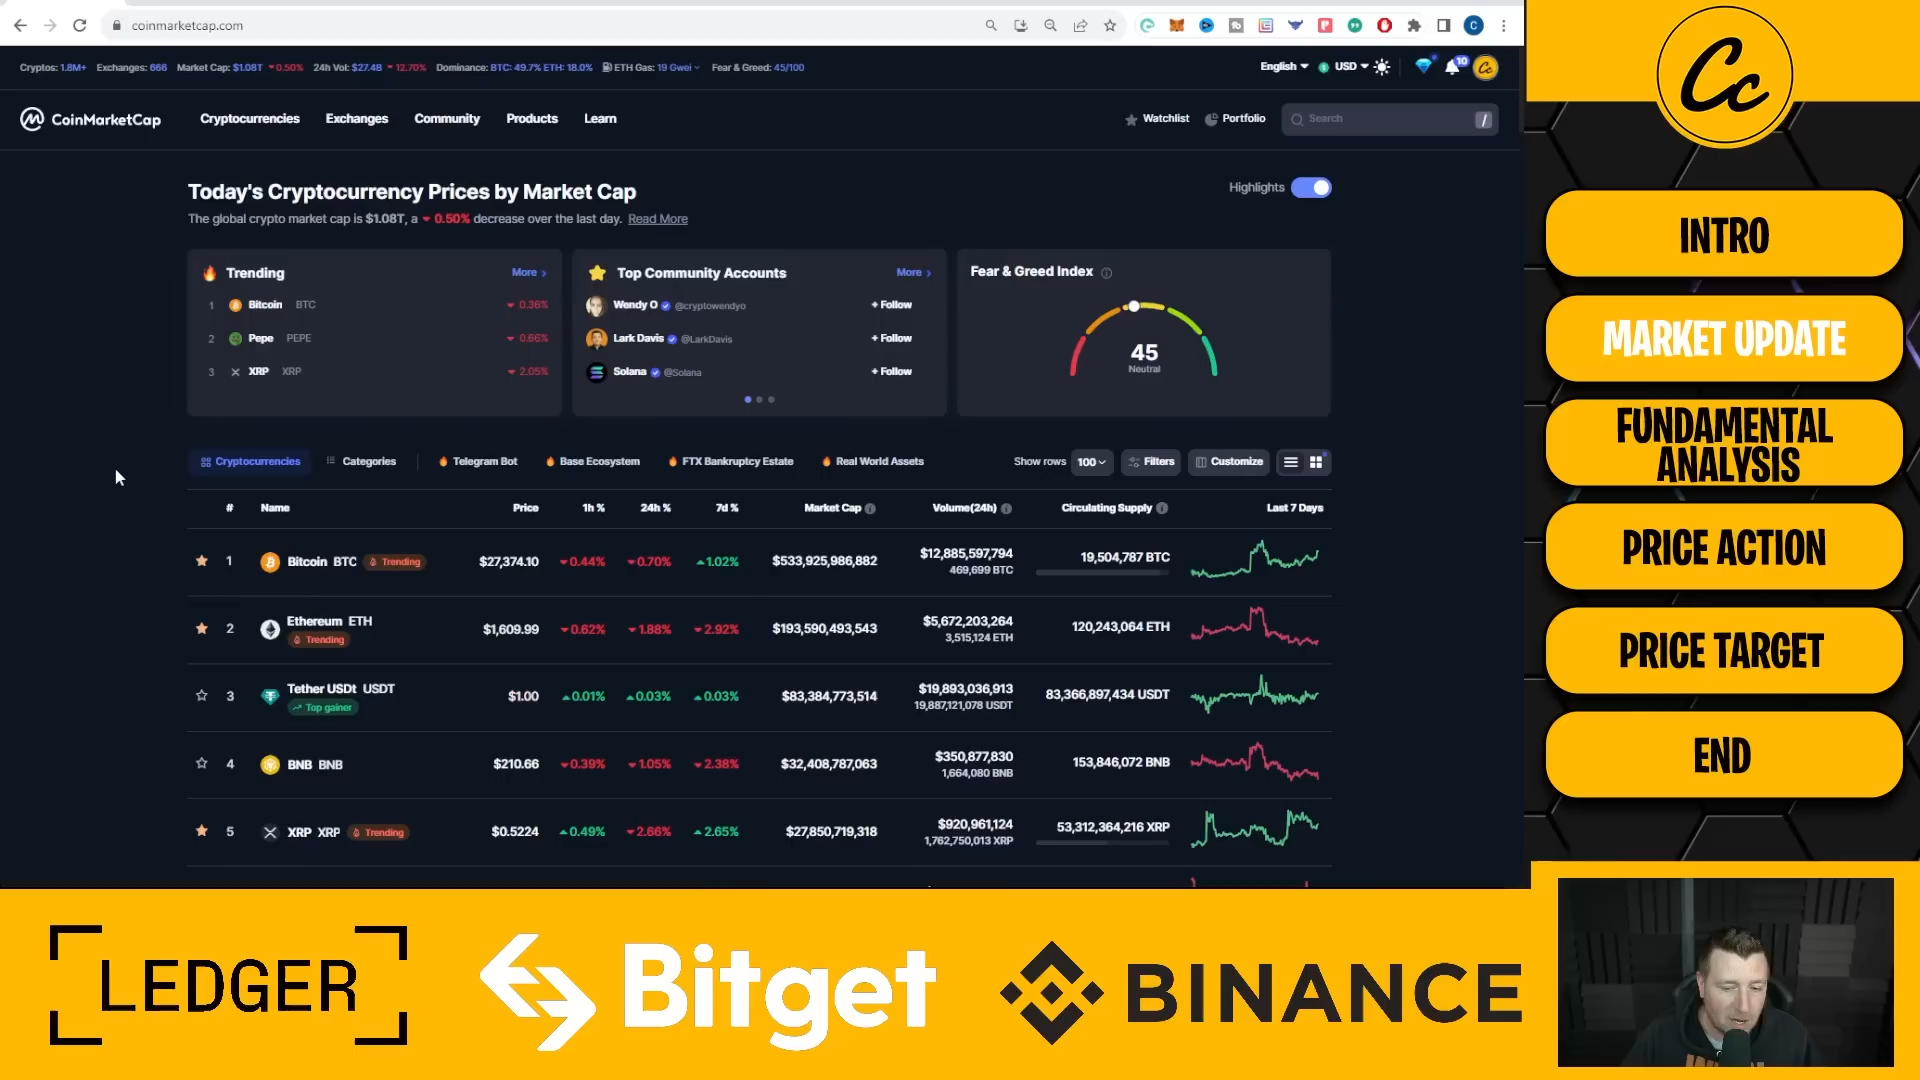 coinmarketcap.com
Cryptos: 1.8M+ Exchanges: 666 Market Cap: $1.08T 0.50% 24h Vol: $27.4B 12.70% Dominance: BTC: 49.7% ETH: 18.0% ETH Gas: 19 Gwei Fear & Greed: 45/100
English USD 10
CoinMarketCap Cryptocurrencies Exchanges Community Products Learn
Watchlist Portfolio Search /
Today's Cryptocurrency Prices by Market Cap
Highlights
The global crypto market cap is $1.08T, a 0.50% decrease over the last day. Read More
Trending More
1 Bitcoin BTC 0.36%
2 Pepe PEPE 0.66%
3 XRP XRP 2.05%
Top Community Accounts More
Wendy O @cryptowendyo + Follow
Lark Davis @LarkDavis + Follow
Solana @Solana + Follow
Fear & Greed Index
45
Neutral
Cryptocurrencies Categories Telegram Bot Base Ecosystem FTX Bankruptcy Estate Real World Assets
Show rows 100 Filters Customize
# Name Price 1h % 24h % 7d % Market Cap Volume(24h) Circulating Supply Last 7 Days
1 Bitcoin BTC Trending $27,374.10 0.44% 0.70% 1.02% $533,925,986,882 $12,885,597,794 19,504,787 BTC
469,699 BTC
2 Ethereum ETH $1,609.99 0.62% 1.88% 2.92% $193,590,493,543 $5,672,203,264 120,243,064 ETH
Trending 3,515,124 ETH
3 Tether USDt USDT $1.00 0.01% 0.03% 0.03% $83,384,773,514 $19,893,036,913 83,366,897,434 USDT
Top gainer 19,887,121,078 USDT
4 BNB BNB $210.66 0.39% 1.05% 2.38% $32,408,787,063 $350,877,830 153,846,072 BNB
1,664,080 BNB
5 XRP XRP Trending $0.5224 0.49% 2.66% 2.65% $27,850,719,318 $920,961,124 53,312,364,216 XRP
1,762,750,013 XRP
Cc
INTRO
MARKET UPDATE
FUNDAMENTAL
ANALYSIS
PRICE ACTION
PRICE TARGET
END
LEDGER
Bitget
BINANCE